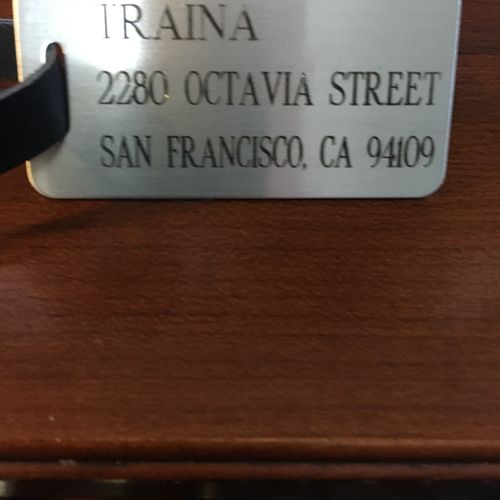 TRAINA
2280 OCTAVIA STREET
SAN FRANCISCO, CA 94109